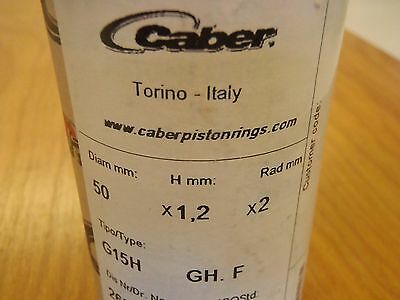 Caber.
Torino - Italy
www.caberpistonrings.com
Diam mm: H mm: Rad mm
50 x1,2 x2
Tipo/Type:
G15H GH. F
Customer code: